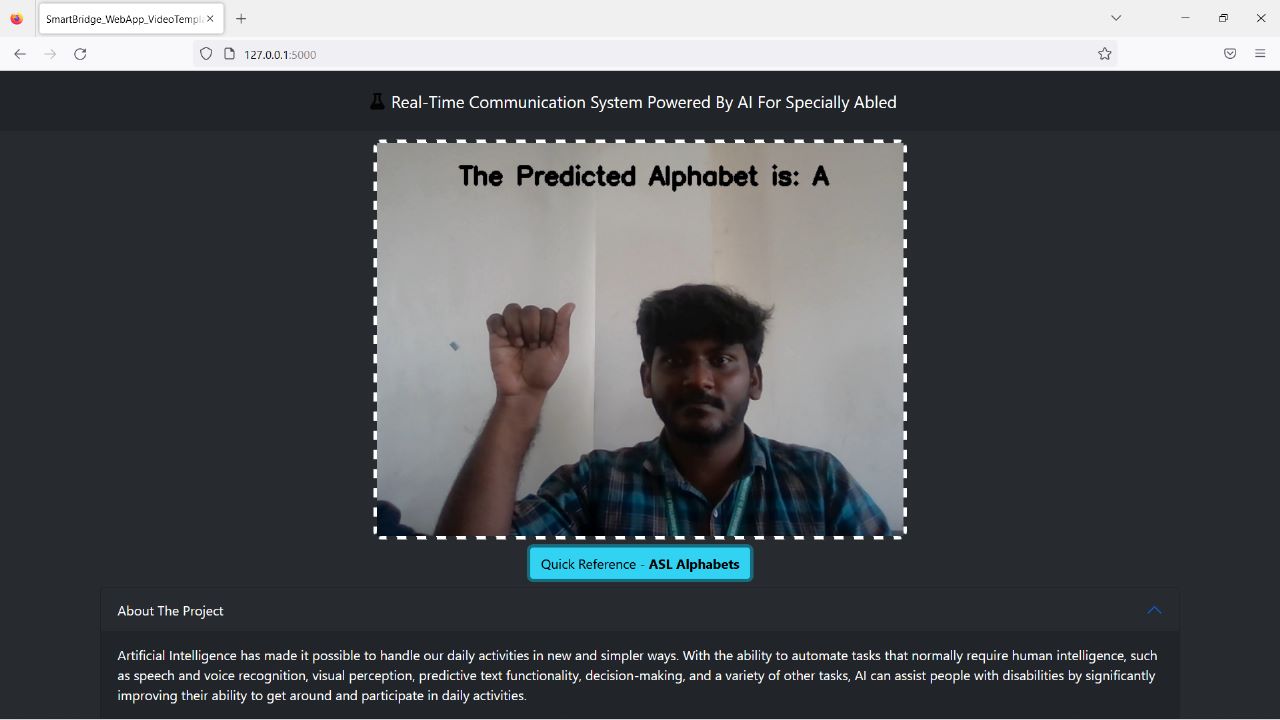 SmartBridge_WebApp_VideoTempl
127.0.0.1:5000
Real-Time Communication System Powered By AI For Specially Abled
The Predicted Alphabet is: A
Quick Reference - ASL Alphabets
About The Project
Artificial Intelligence has made it possible to handle our daily activities in new and simpler ways. With the ability to automate tasks that normally require human intelligence, such
as speech and voice recognition, visual perception, predictive text functionality, decision-making, and a variety of other tasks, AI can assist people with disabilities by significantly
improving their ability to get around and participate in daily activities.